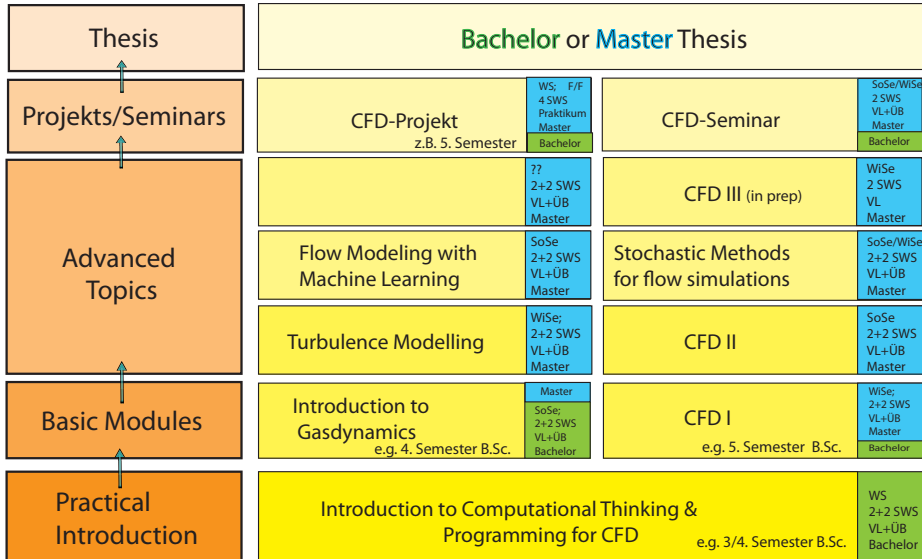 Thesis
Bachelor or Master Thesis
Projekts/Seminars
CFD-Projekt
z.B. 5. Semester
WS; F/F
4 SWS
Praktikum
Master
Bachelor
CFD-Seminar
SoSe/WiSe
2 SWS
VL+ÜB
Master
Bachelor
Advanced
Topics
??
2+2 SWS
VL+ÜB
Master
CFD III (in prep)
WiSe
2 SWS
VL
Master
Flow Modeling with
Machine Learning
SoSe
2+2 SWS
VL+ÜB
Master
Stochastic Methods
for flow simulations
SoSe/WiSe
2+2 SWS
VL+ÜB
Master
Turbulence Modelling
WiSe;
2+2 SWS
VL+ÜB
Master
CFD II
SoSe
2+2 SWS
VL+ÜB
Master
Basic Modules
Introduction to
Gasdynamics
e.g. 4. Semester B.Sc.
Master
SoSe;
2+2 SWS
VL+ÜB
Bachelor
CFD I
e.g. 5. Semester B.Sc.
WiSe;
2+2 SWS
VL+ÜB
Master
Bachelor
Practical
Introduction
Introduction to Computational Thinking &
Programming for CFD
e.g. 3/4. Semester B.Sc.
WS
2+2 SWS
VL+ÜB
Bachelor